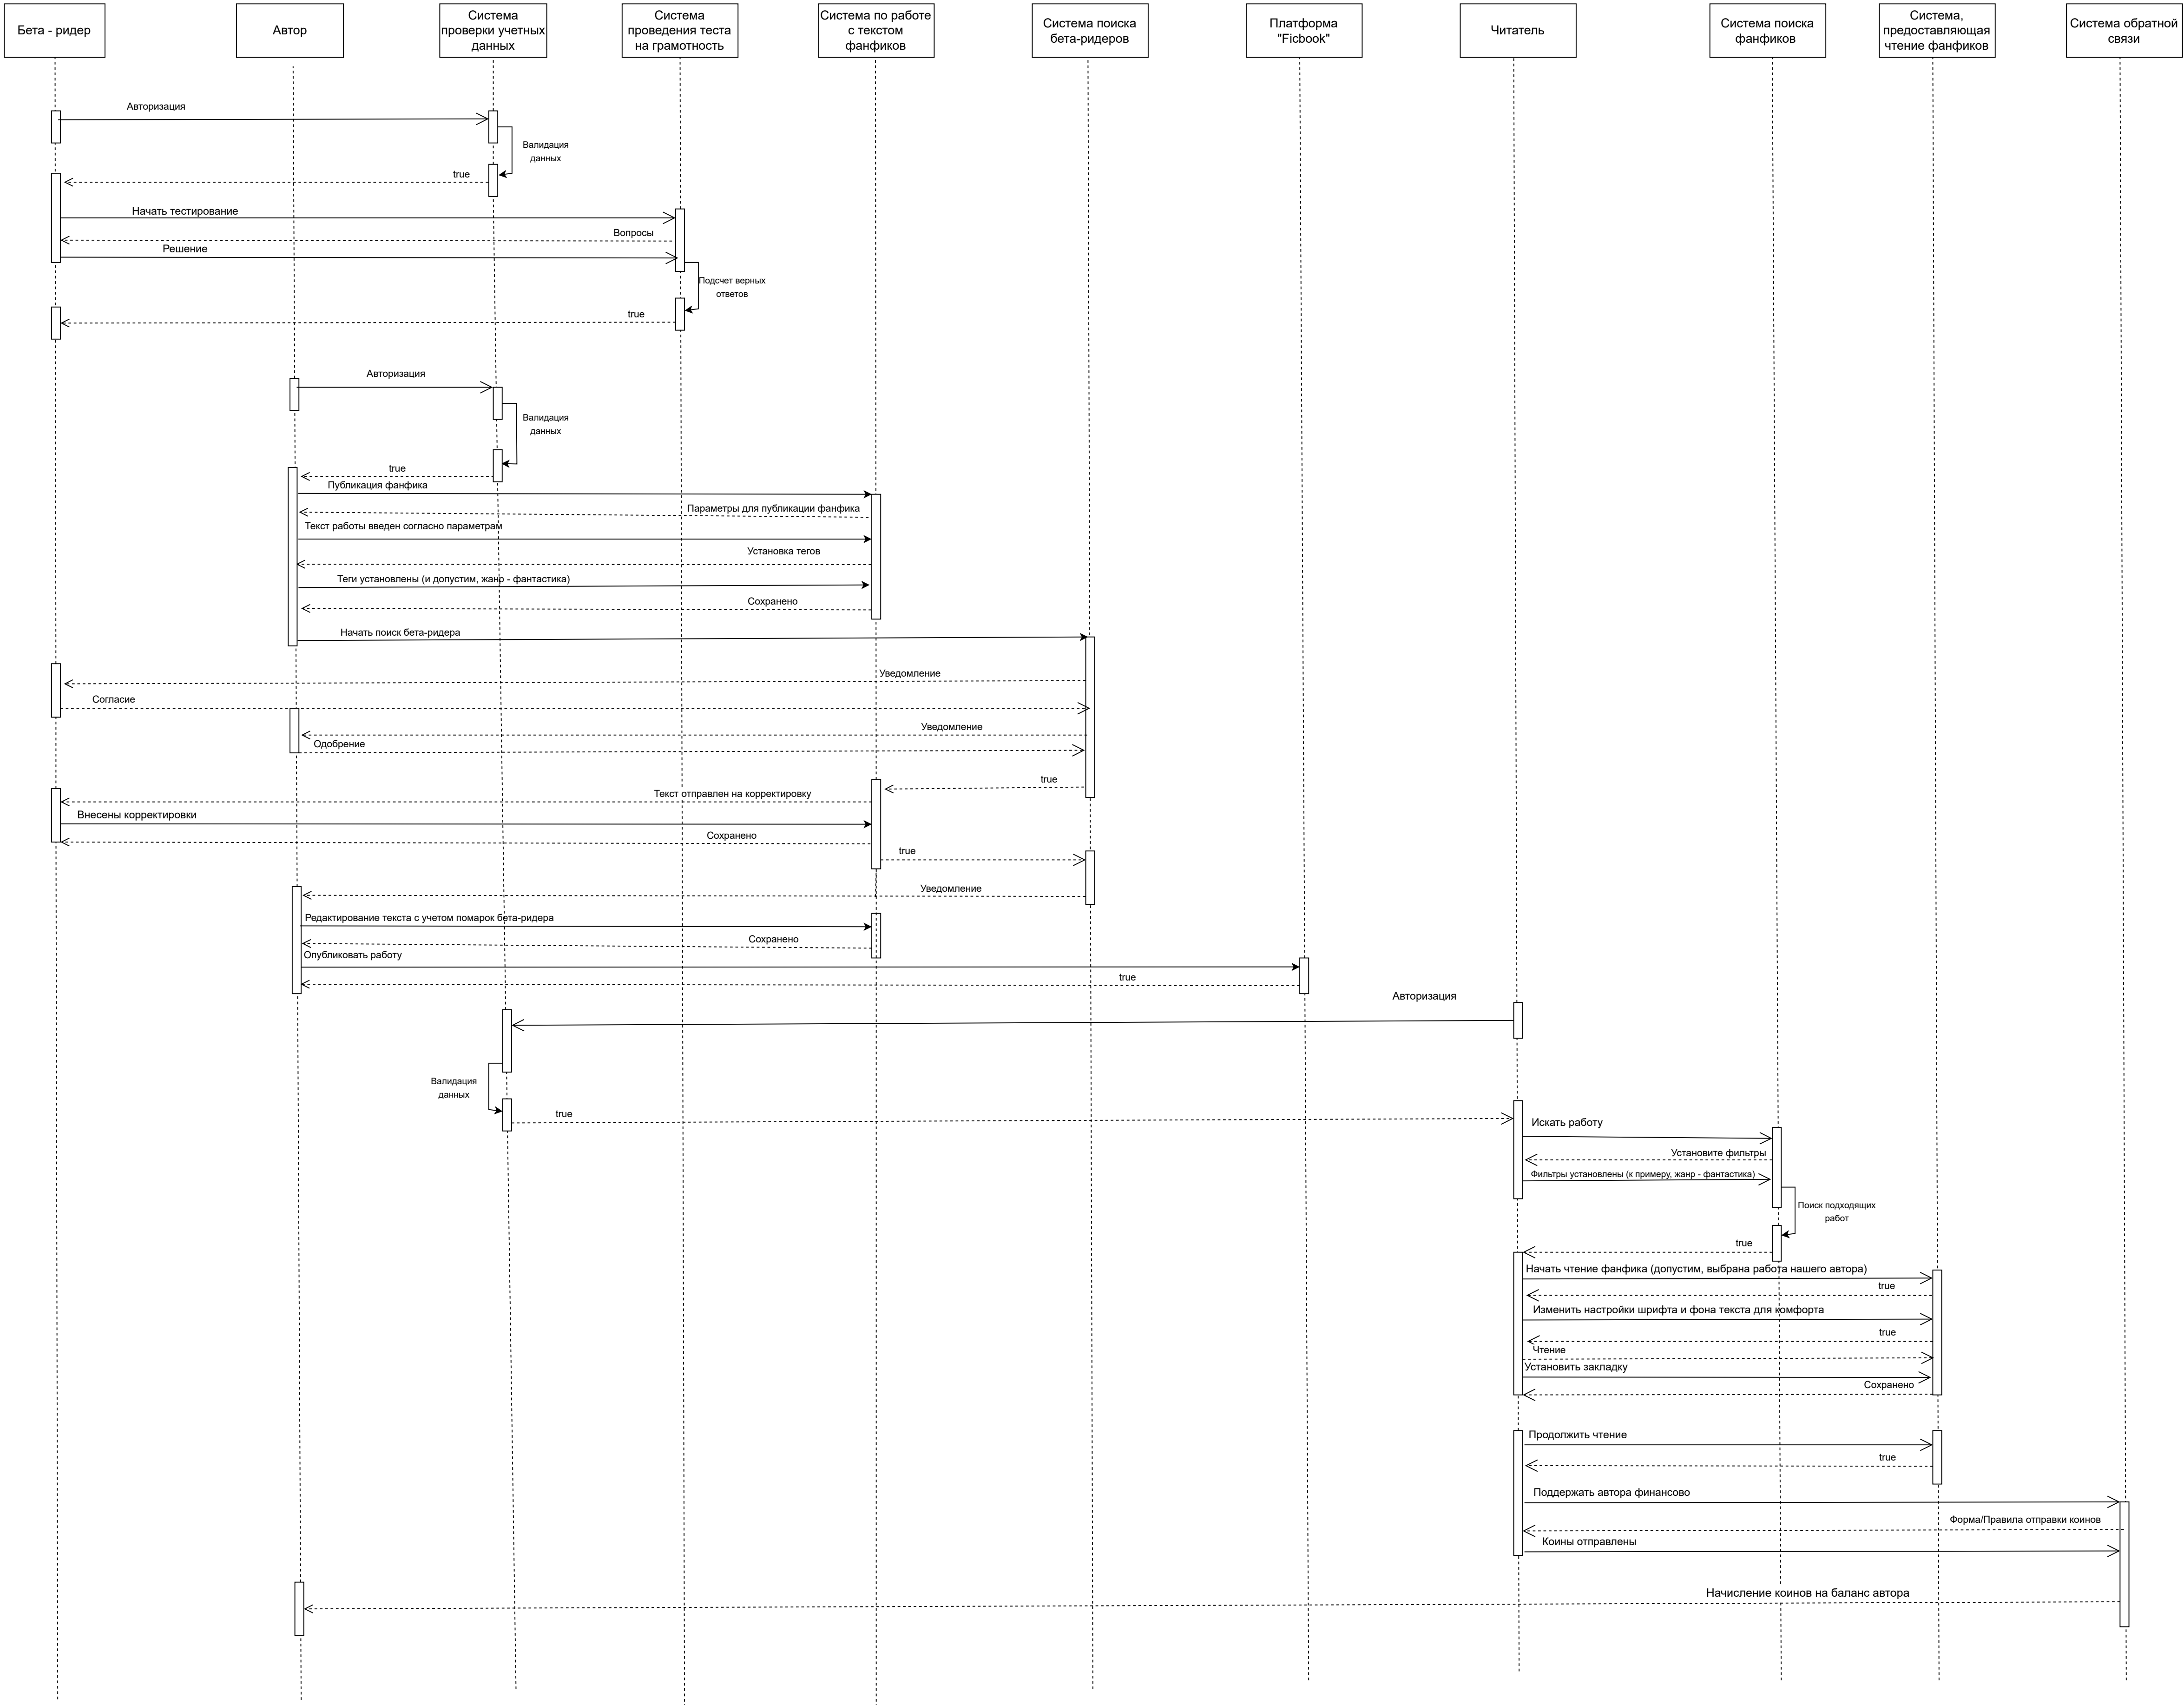 Бета - ридер
Автор
Система
проверки учетных
данных
Система
проведения теста
на грамотность
Система по работе
с текстом
фанфиков
Система поиска
бета-ридеров
Платформа
"Ficbook"
Читатель
Система поиска
фанфиков
Система,
предоставляющая
чтение фанфиков
Система обратной
связи
Авторизация
Валидация
данных
true
Начать тестирование
Вопросы
Решение
Подсчет верных
ответов
true
Авторизация
Валидация
данных
true
Публикация фанфика
Параметры для публикации фанфика
Текст работы введен согласно параметрам
Установка тегов
Теги установлены (и допустим, жанр - фантастика)
Сохранено
Начать поиск бета-ридера
Уведомление
Согласие
Уведомление
Одобрение
true
Текст отправлен на корректировку
Внесены корректировки
Сохранено
true
Уведомление
Редактирование текста с учетом помарок бета-ридера
Сохранено
Опубликовать работу
true
Авторизация
Валидация
данных
true
Искать работу
Установите фильтры
Фильтры установлены (к примеру, жанр - фантастика)
Поиск подходящих
работ
true
Начать чтение фанфика (допустим, выбрана работа нашего автора)
true
Изменить настройки шрифта и фона текста для комфорта
true
Чтение
Установить закладку
Сохранено
Продолжить чтение
true
Поддержать автора финансово
Форма/Правила отправки коинов
Коины отправлены
Начисление коинов на баланс автора